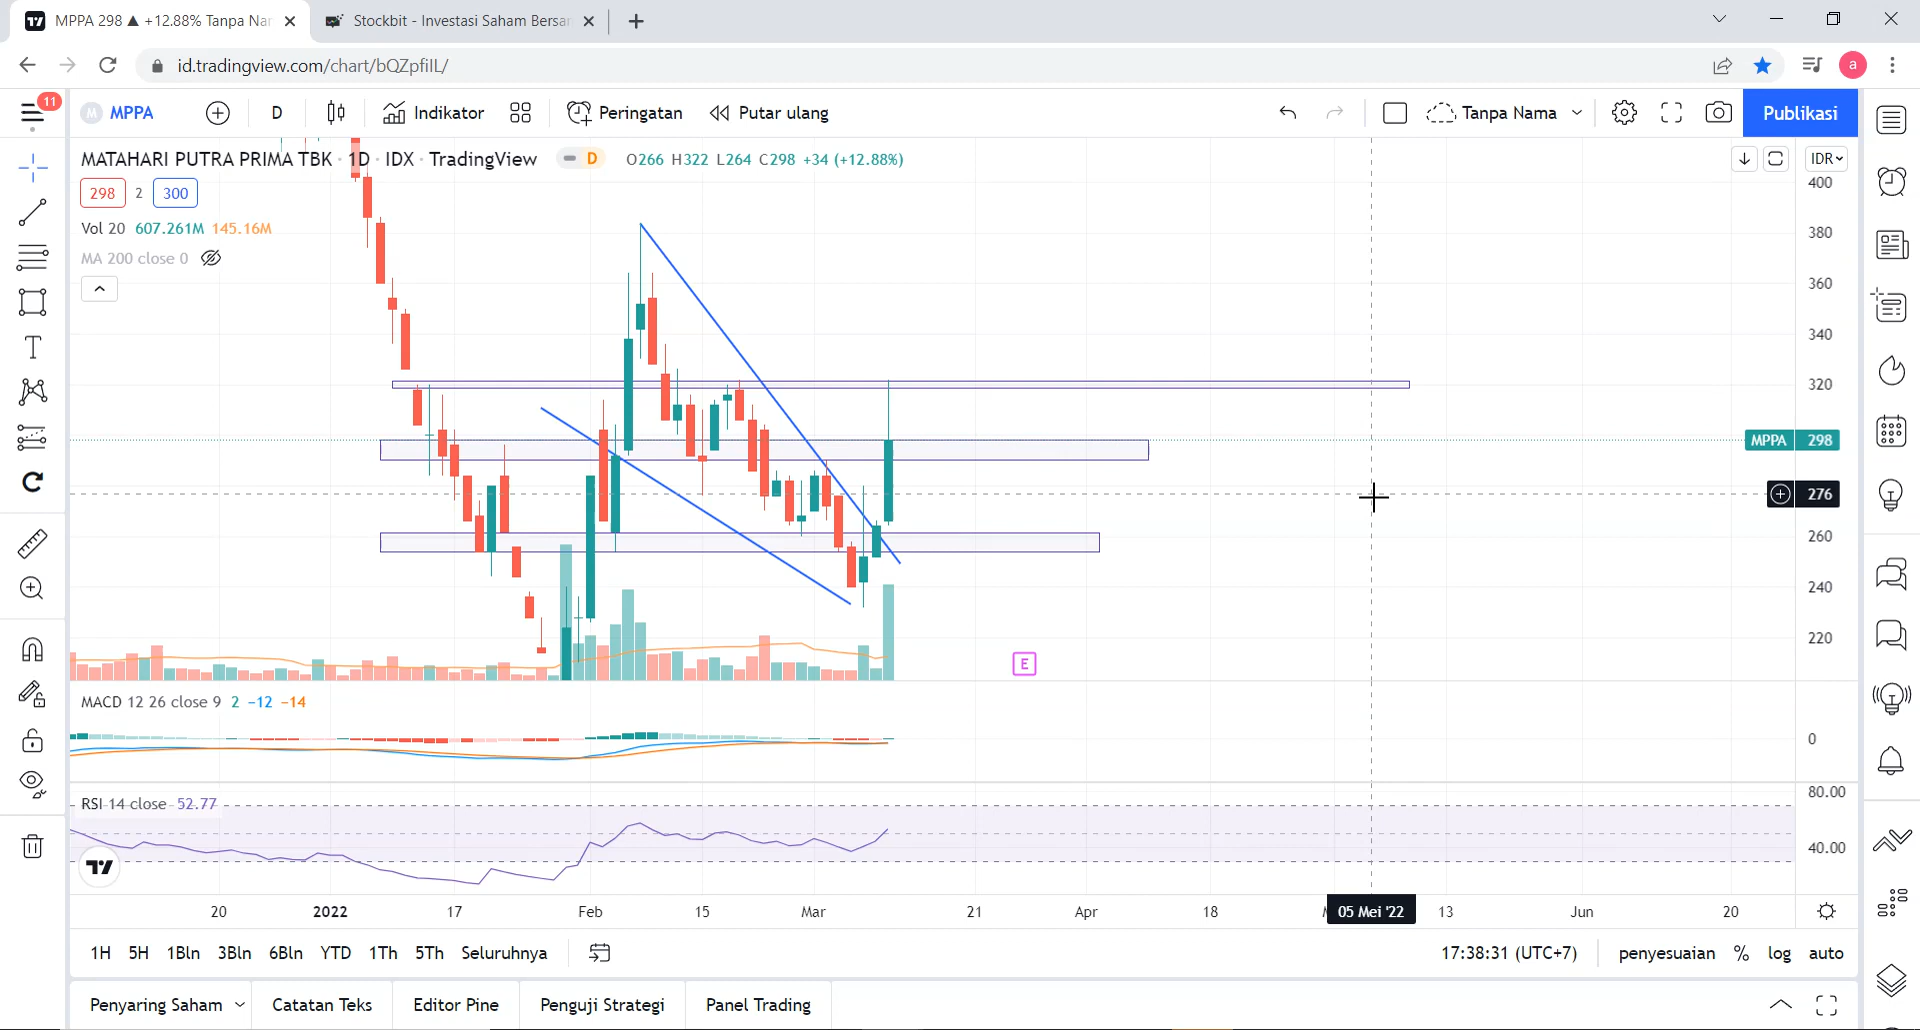 MPPA 298 ▲ +12.88% Tanpa Nar
Stockbit - Investasi Saham Bersan
id.tradingview.com/chart/bQZpfiIL/
a
11
M MPPA
D
Indikator
Peringatan
Putar ulang
Tanpa Nama
Publikasi
MATAHARI PUTRA PRIMA TBK · 1D · IDX · TradingView
D
O266 H322 L264 C298 +34 (+12.88%)
IDR
298 2 300
Vol 20 607.261M 145.16M
MA 200 close 0
400
380
360
340
320
MPPA 298
276
260
240
220
E
MACD 12 26 close 9 2 −12 −14
0
RSI 14 close 52.77
80.00
40.00
20 2022 17 Feb 15 Mar 21 Apr 18 05 Mei '22 13 Jun 20
1H 5H 1Bln 3Bln 6Bln YTD 1Th 5Th Seluruhnya
17:38:31 (UTC+7)
penyesuaian % log auto
Penyaring Saham
Catatan Teks
Editor Pine
Penguji Strategi
Panel Trading